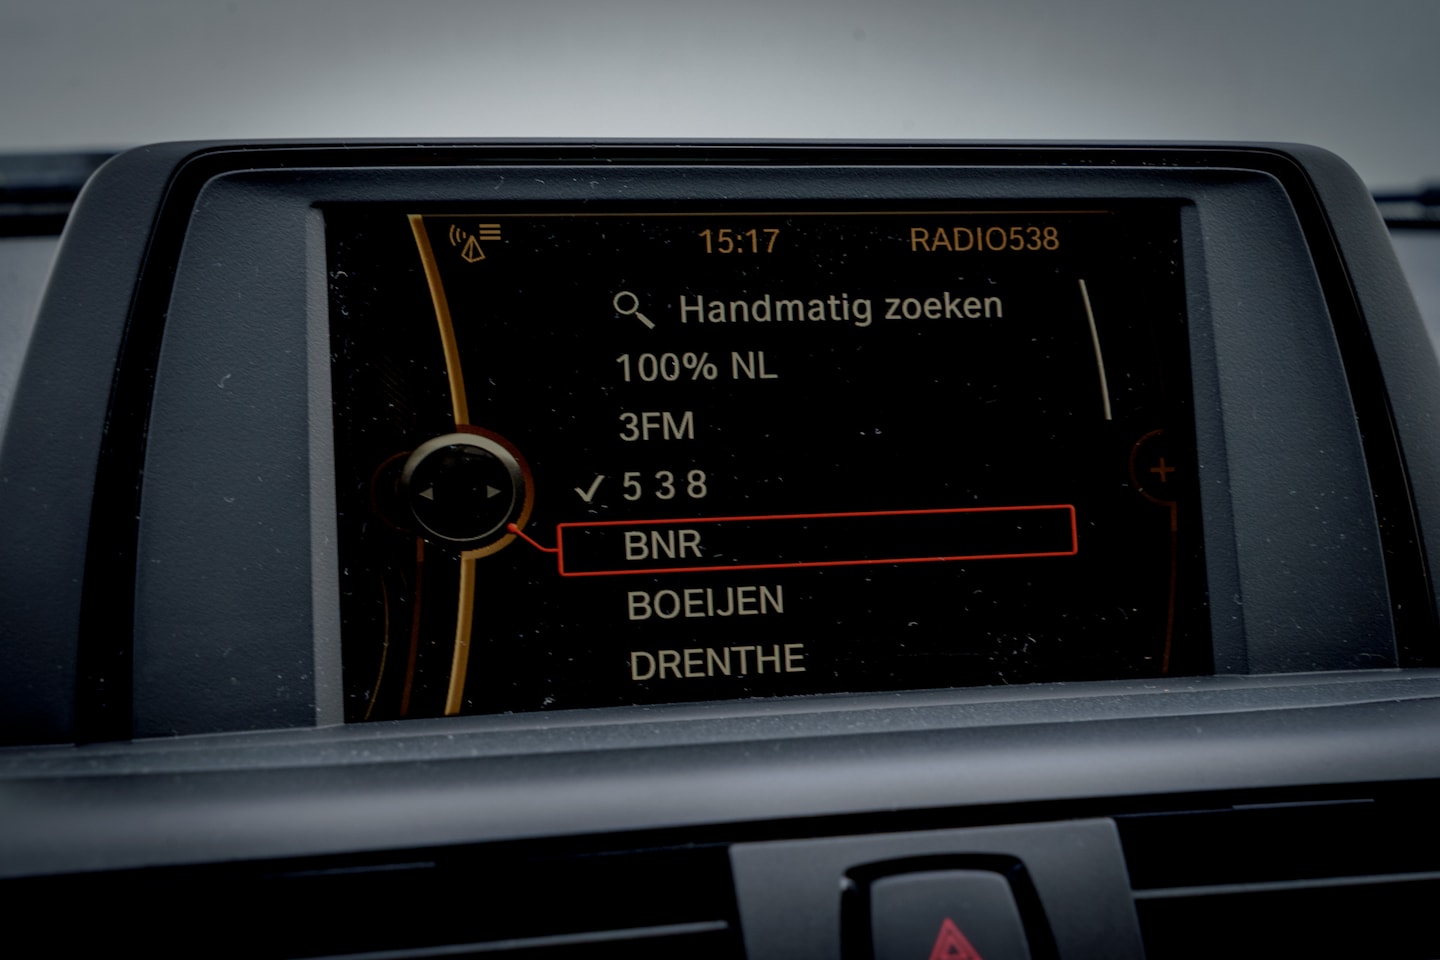 15:17 RADIO538
Handmatig zoeken
100% NL
3FM
5 3 8
BNR
BOEIJEN
DRENTHE